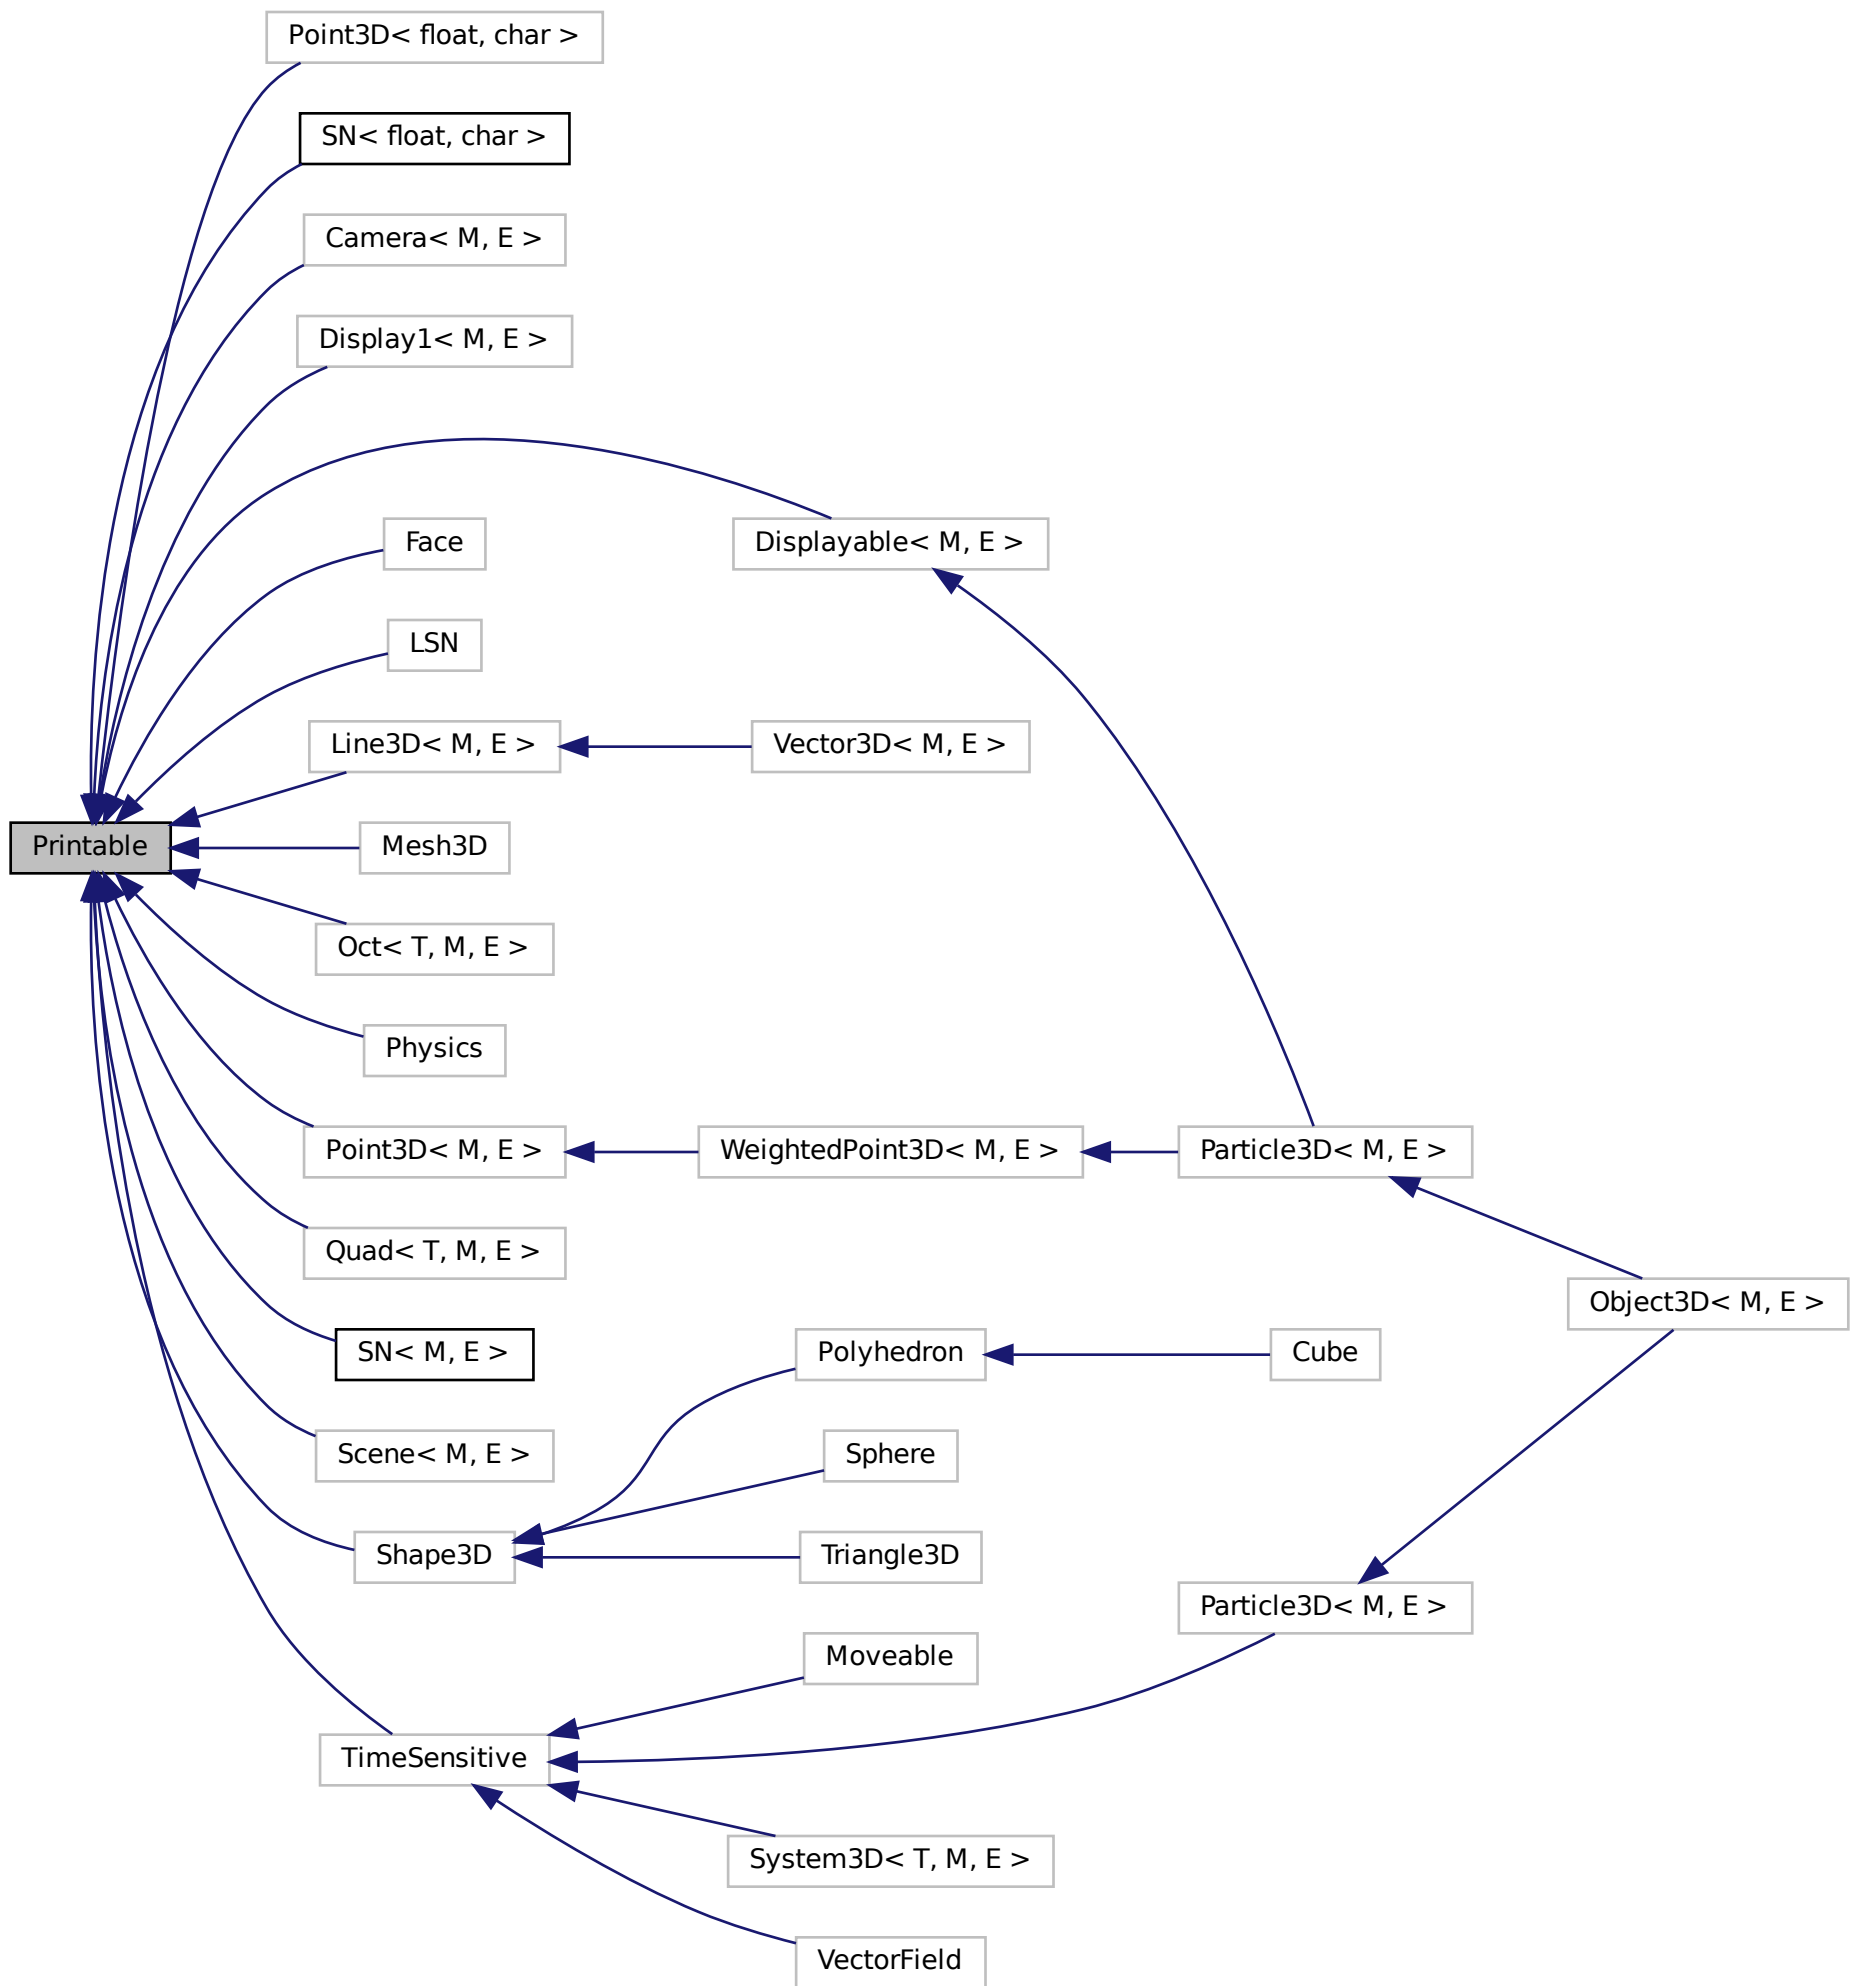 Point3D< float, char >
SN< float, char >
Camera< M, E >
Display1< M, E >
Face
Displayable< M, E >
LSN
Line3D< M, E >
Vector3D< M, E >
Printable
Mesh3D
Oct< T, M, E >
Physics
Point3D< M, E >
WeightedPoint3D< M, E >
Particle3D< M, E >
Quad< T, M, E >
Object3D< M, E >
SN< M, E >
Polyhedron
Cube
Scene< M, E >
Sphere
Shape3D
Triangle3D
Particle3D< M, E >
Moveable
TimeSensitive
System3D< T, M, E >
VectorField